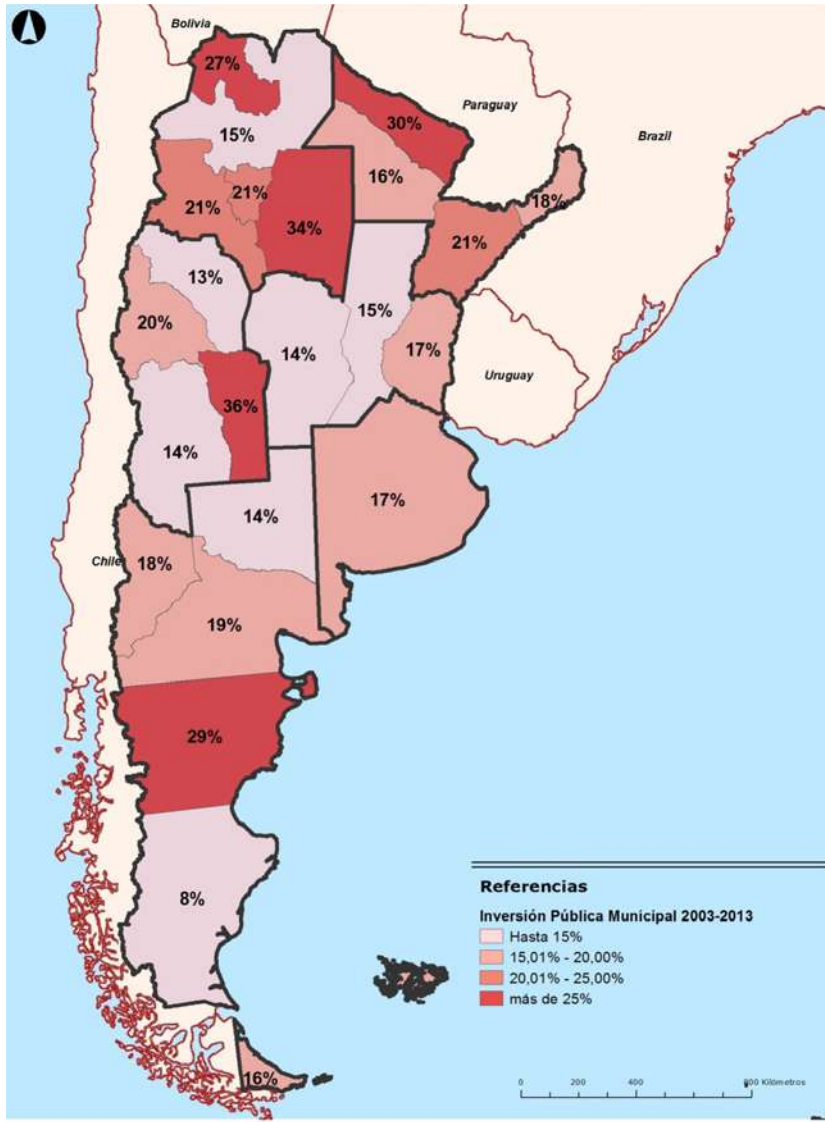 Bolivia
27%
Paraguay
30%
15%
Brazil
16%
21%
18%
21%
34%
21%
13%
15%
20%
14%
17%
Uruguay
36%
14%
17%
14%
Chile
18%
19%
29%
8%
Referencias
Inversión Pública Municipal 2003-2013
Hasta 15%
15,01% - 20,00%
20,01% - 25,00%
más de 25%
16%
0 200 400 800 Kilómetros